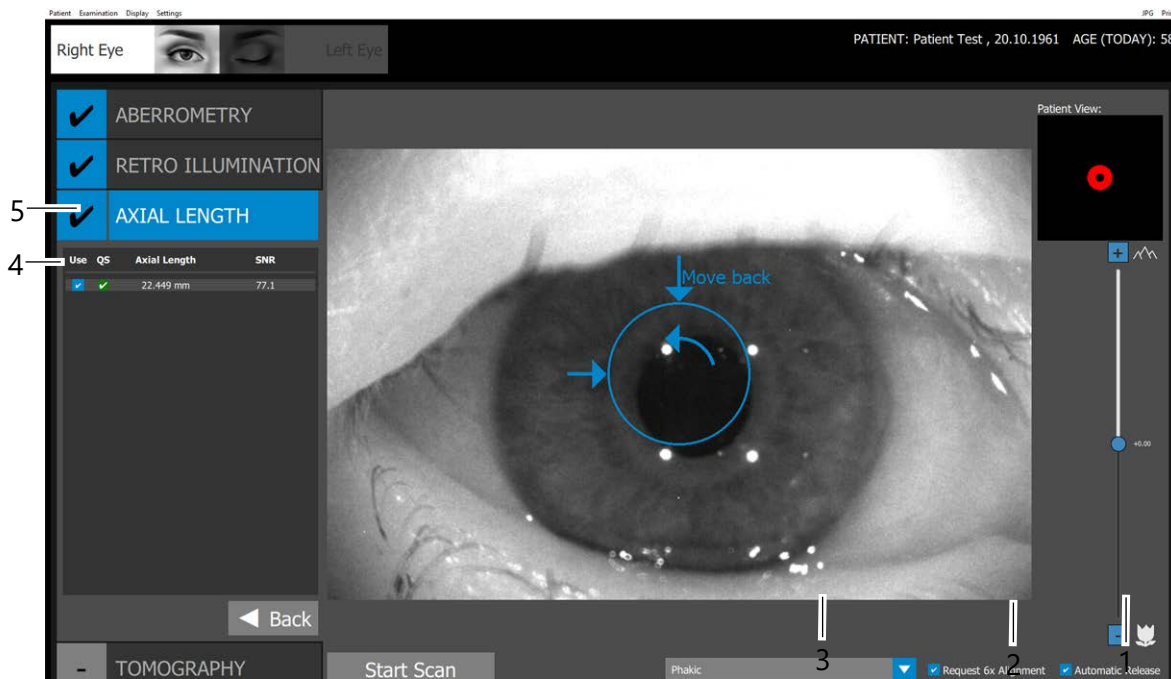 Patient Examination Display Settings JPG Pri
Right Eye Left Eye PATIENT: Patient Test , 20.10.1961 AGE (TODAY): 58
ABERROMETRY
Patient View:
RETRO ILLUMINATION
5 AXIAL LENGTH
4 Use QS Axial Length SNR
22.449 mm 77.1
Move back
+
+0.00
Back
-
- TOMOGRAPHY
Start Scan
Phakic
3
Request 6x Alignment
2
Automatic Release
1